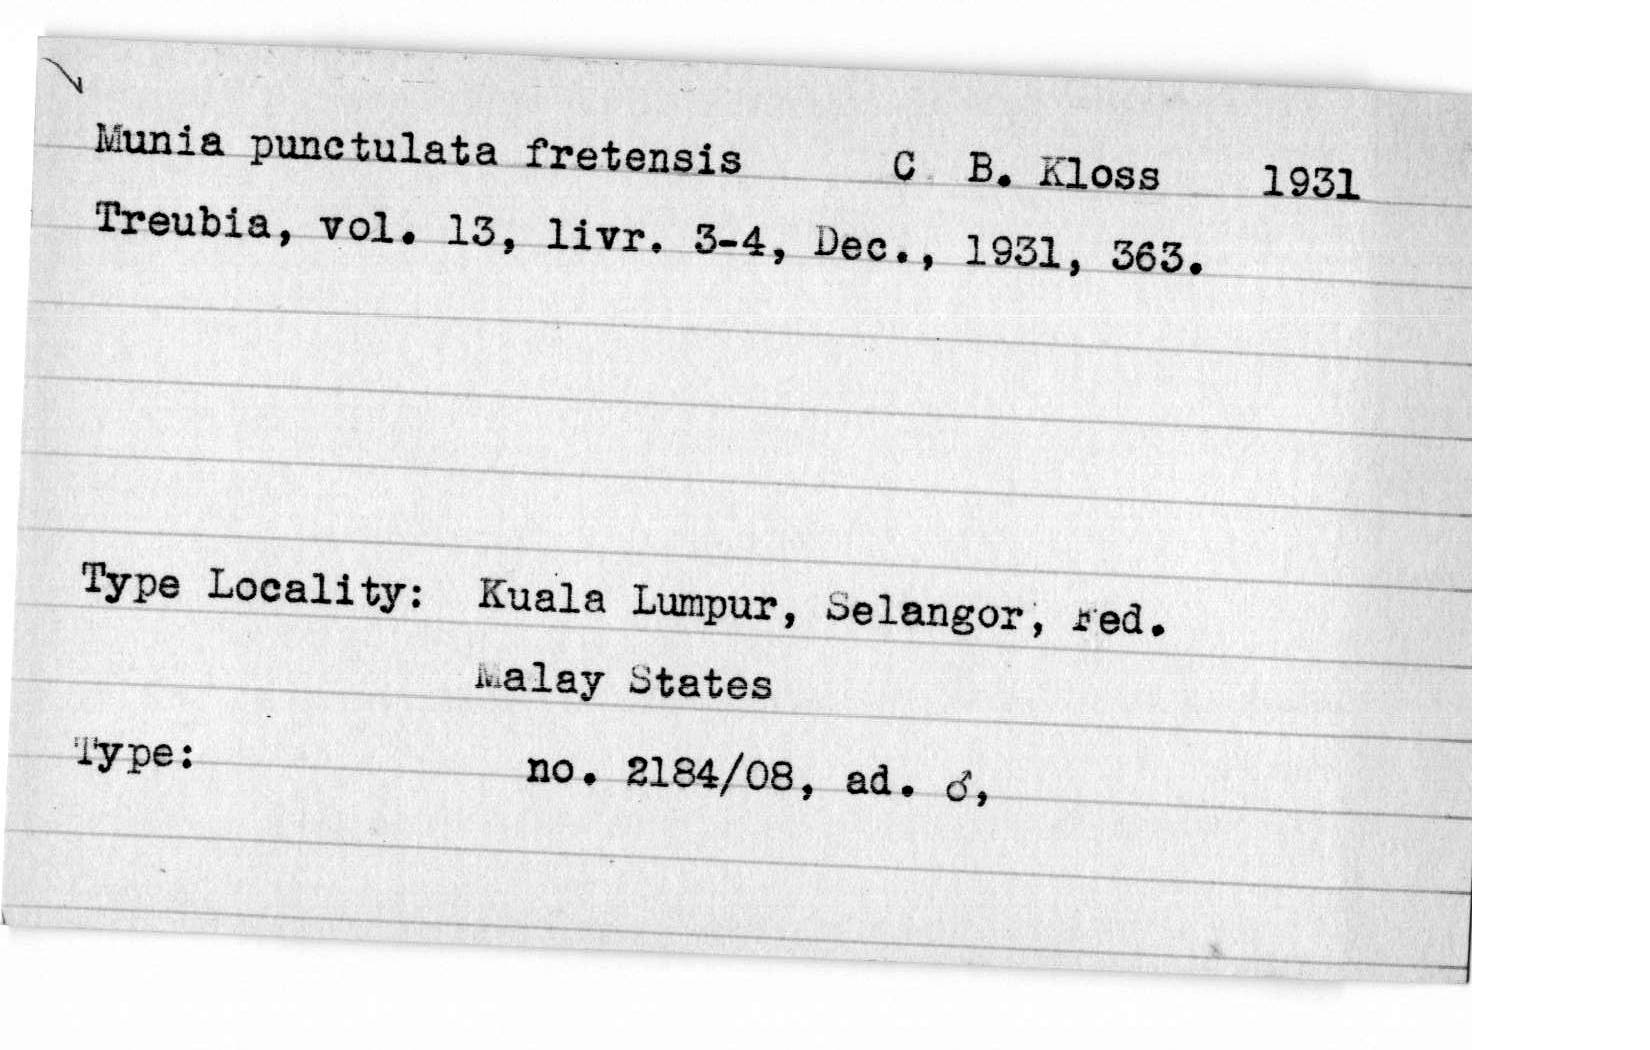 Munia punctulata fretensis C B. Kloss 1931
Treubia, vol. 13, livr. 3-4, Dec., 1931, 363.
Type Locality: Kuala Lumpur, Selangor, Fed.
Malay States
Type: no. 2184/08, ad. ♂,